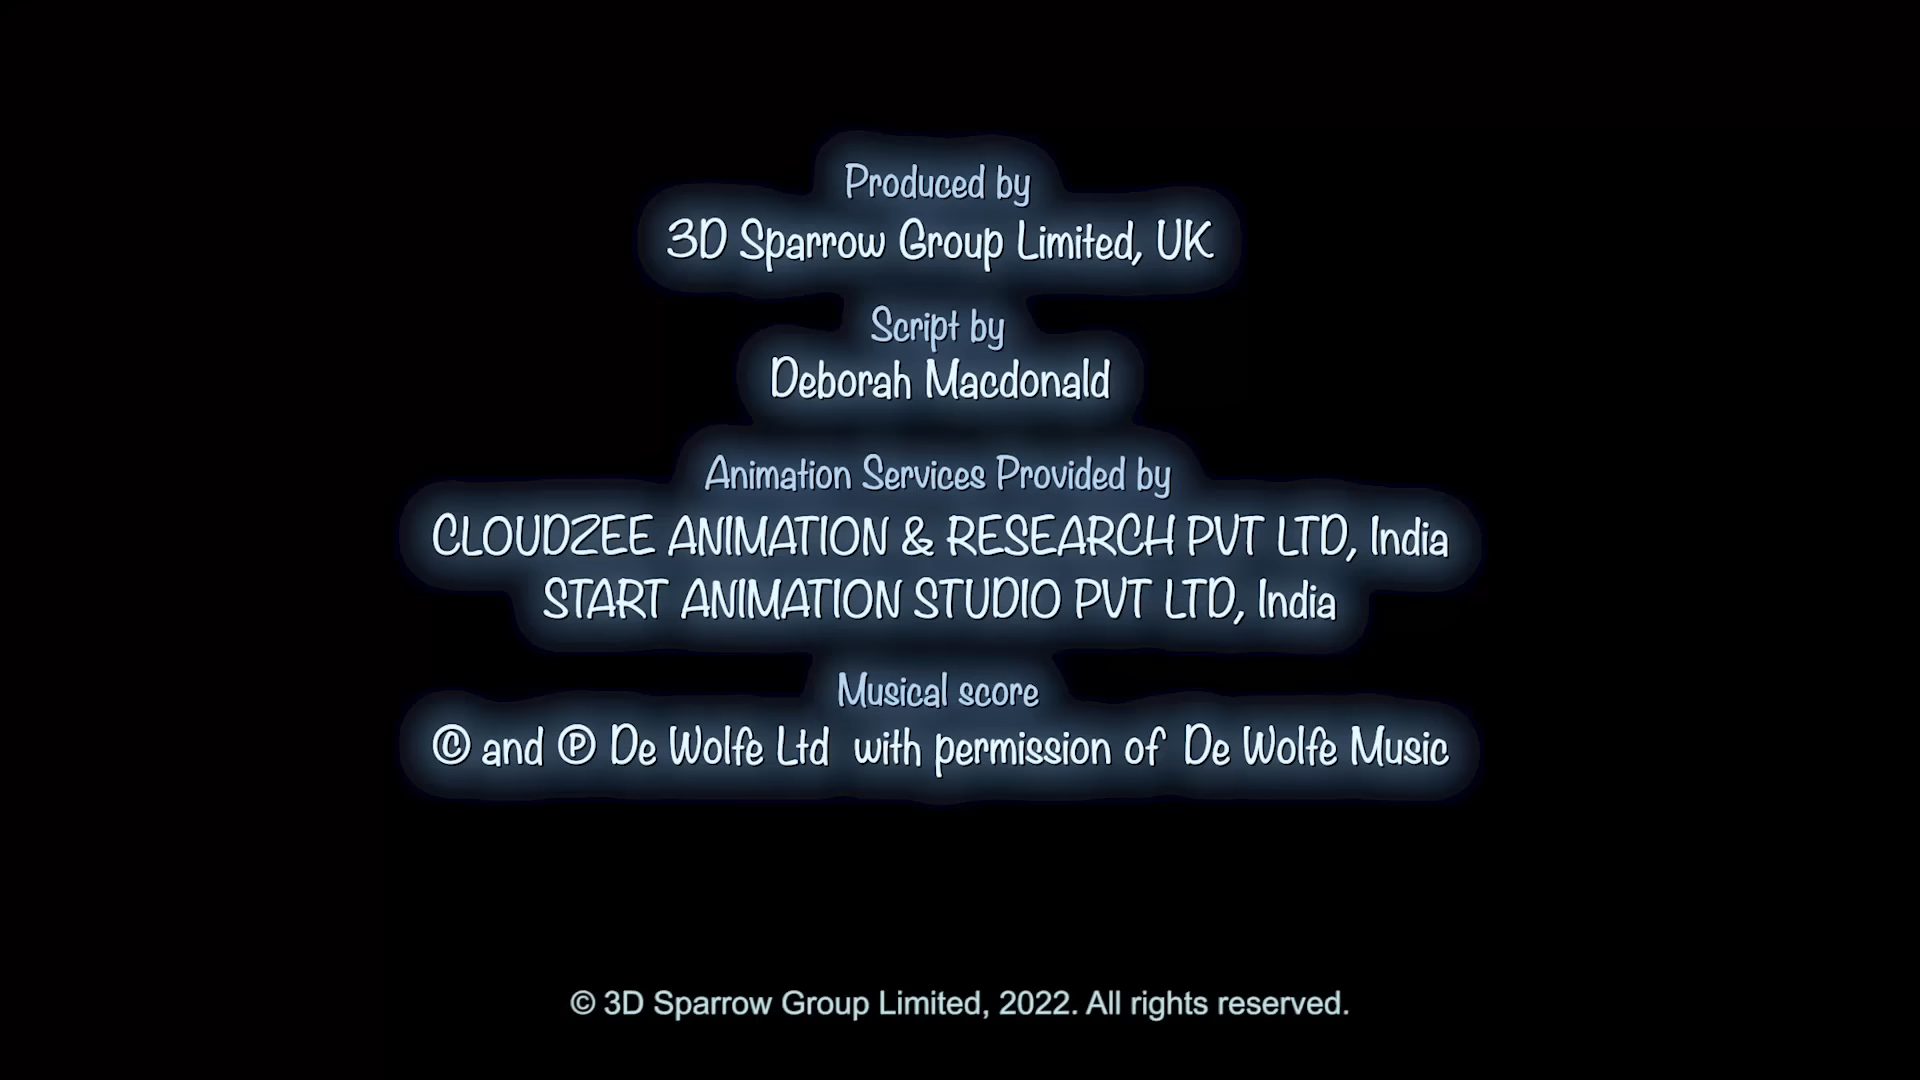 Produced by
3D Sparrow Group Limited, UK
Script by
Deborah Macdonald
Animation Services Provided by
CLOUDZEE ANIMATION & RESEARCH PVT LTD, India
START ANIMATION STUDIO PVT LTD, India
Musical score
© and ℗ De Wolfe Ltd  with permission of  De Wolfe Music
© 3D Sparrow Group Limited, 2022. All rights reserved.